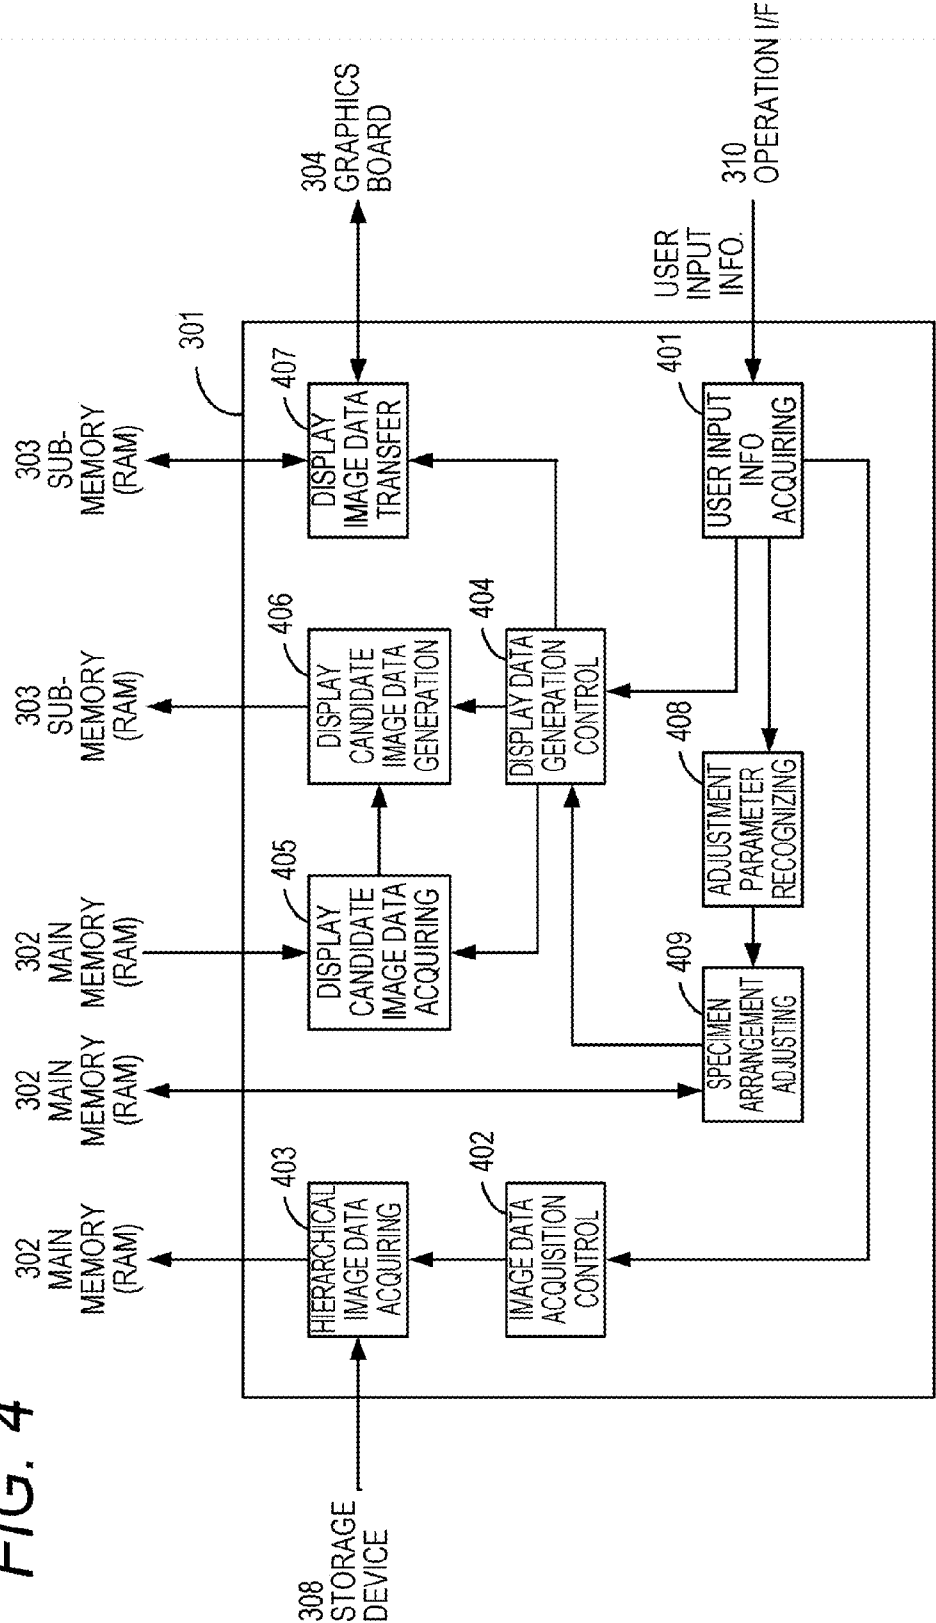 FIG. 4
302
MAIN
MEMORY
(RAM)
302
MAIN
MEMORY
(RAM)
302
MAIN
MEMORY
(RAM)
303
SUB-
MEMORY
(RAM)
303
SUB-
MEMORY
(RAM)
301
308
STORAGE
DEVICE
403
HIERARCHICAL
IMAGE DATA
ACQUIRING
405
DISPLAY
CANDIDATE
IMAGE DATA
ACQUIRING
406
DISPLAY
CANDIDATE
IMAGE DATA
GENERATION
407
DISPLAY
IMAGE DATA
TRANSFER
304
GRAPHICS
BOARD
402
IMAGE DATA
ACQUISITION
CONTROL
404
DISPLAY DATA
GENERATION
CONTROL
409
SPECIMEN
ARRANGEMENT
ADJUSTING
408
ADJUSTMENT
PARAMETER
RECOGNIZING
401
USER INPUT
INFO
ACQUIRING
USER
INPUT
INFO.
310
OPERATION I/F